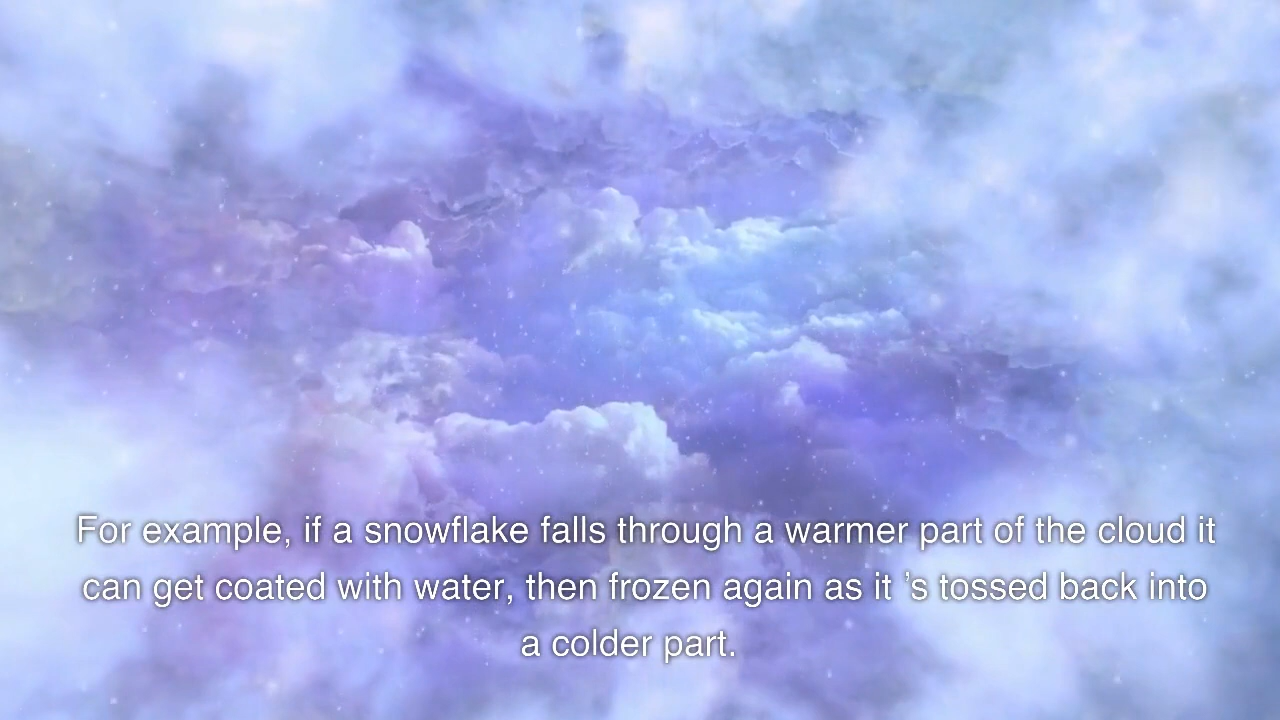 For example, if a snowflake falls through a warmer part of the cloud it
can get coated with water, then frozen again as it ’s tossed back into
a colder part.